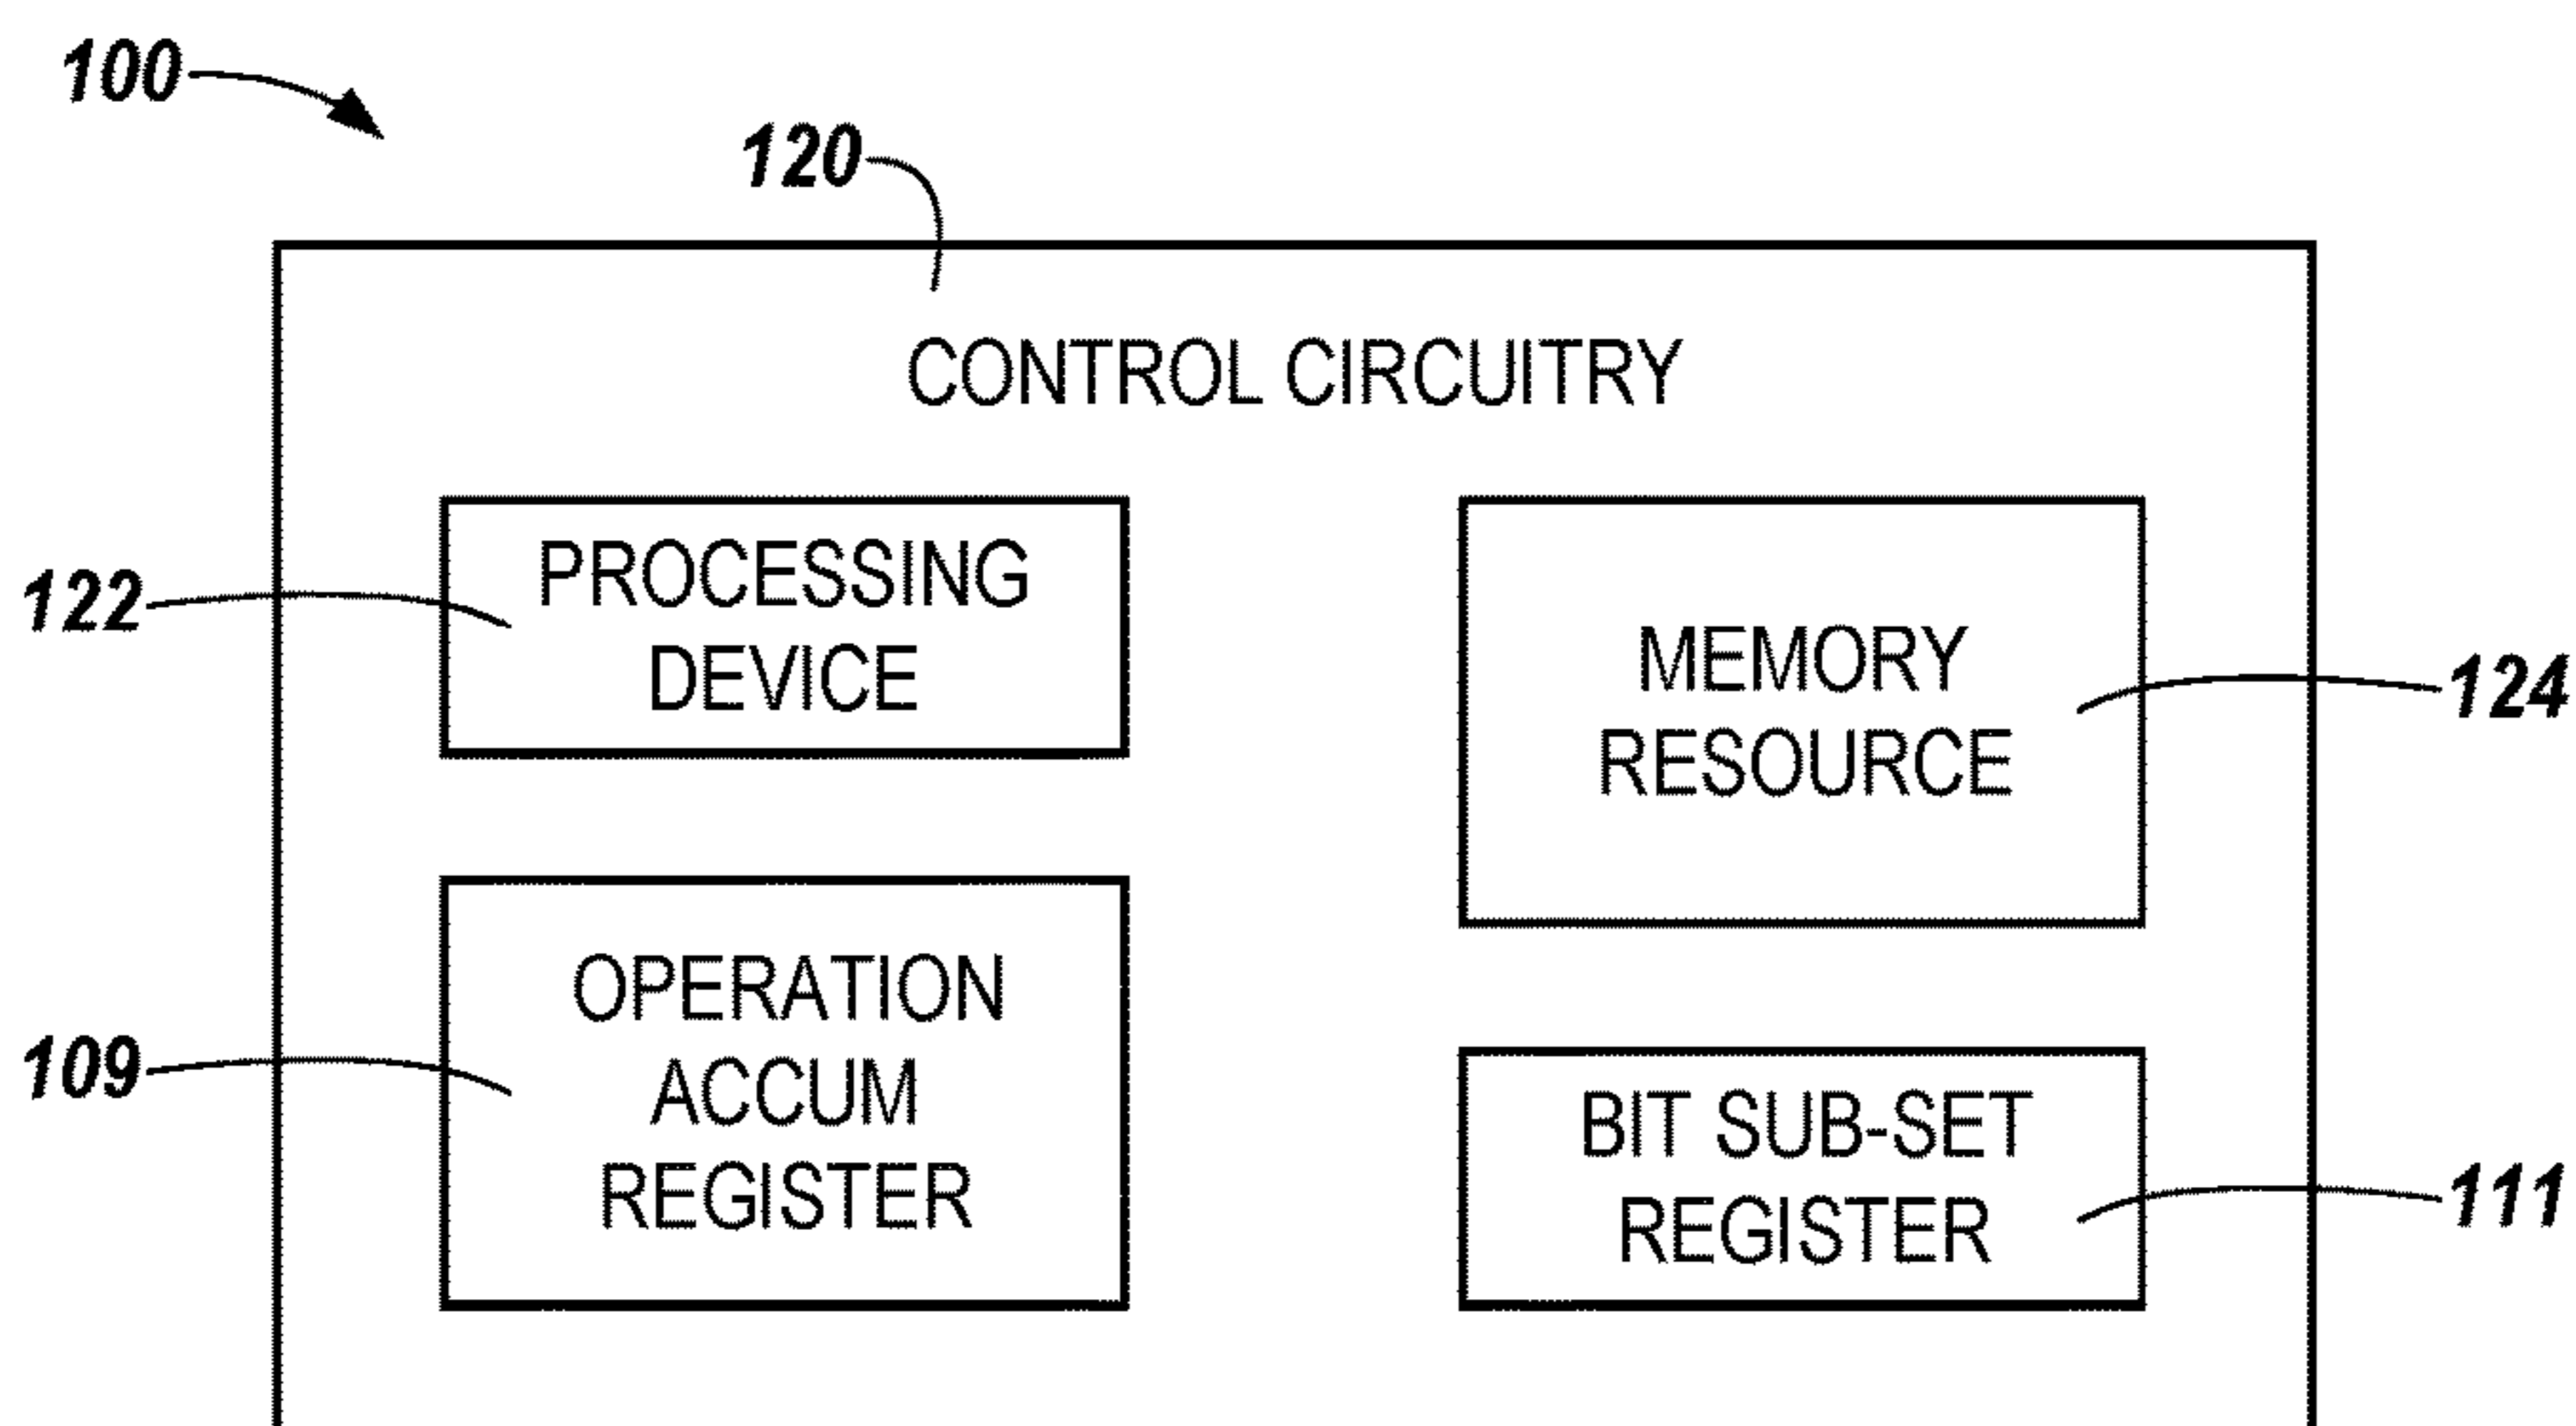 100
120
CONTROL CIRCUITRY
122
PROCESSING
DEVICE
MEMORY
RESOURCE
124
109
OPERATION
ACCUM
REGISTER
BIT SUB-SET
REGISTER
111